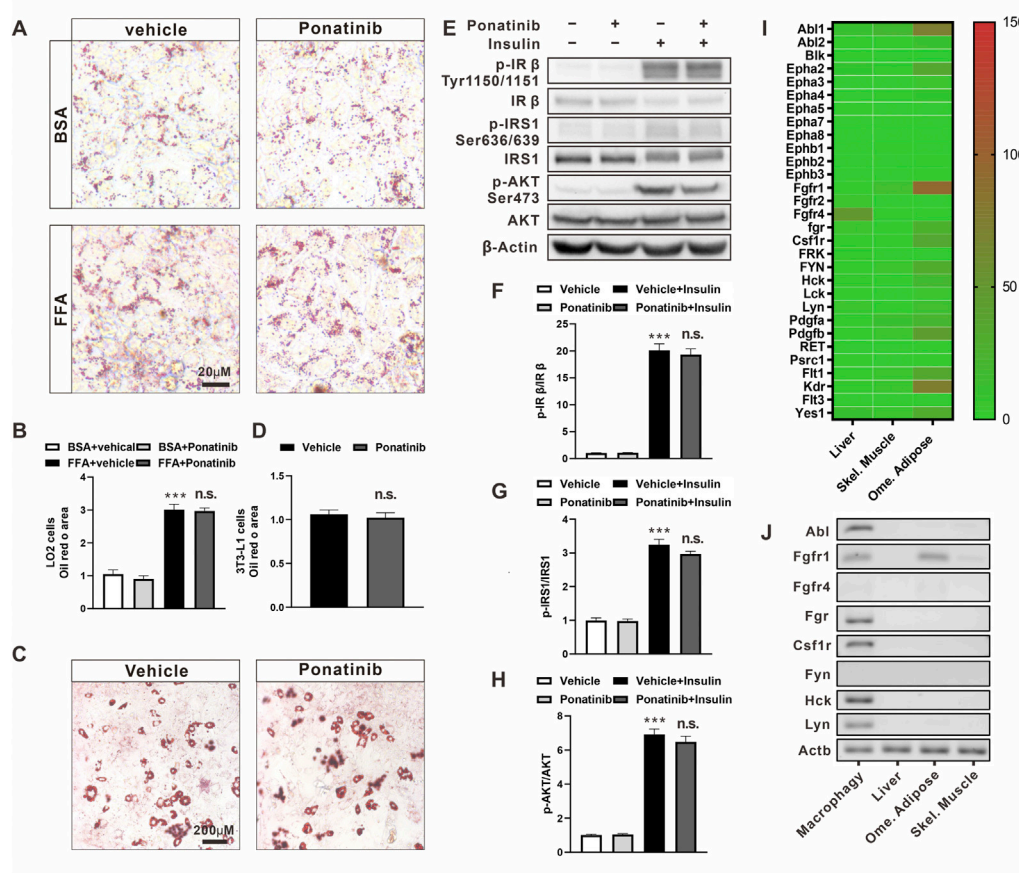 A
vehicle
Ponatinib
BSA
FFA
20μM
B
BSA+vehical
BSA+Ponatinib
FFA+vehicle
FFA+Ponatinib
LO2 cells
Oil red o area
4
3
2
1
0
***
n.s.
D
Vehicle
Ponatinib
3T3-L1 cells
Oil red o area
1.5
1.0
0.5
0.0
n.s.
C
Vehicle
Ponatinib
200μM
E
Ponatinib − + − +
Insulin − − + +
p-IR β
Tyr1150/1151
IR β
p-IRS1
Ser636/639
IRS1
p-AKT
Ser473
AKT
β-Actin
F
Vehicle
Vehicle+Insulin
Ponatinib
Ponatinib+Insulin
p-IR β/IR β
25
20
15
10
5
0
***
n.s.
G
Vehicle
Vehicle+Insulin
Ponatinib
Ponatinib+Insulin
p-IRS1/IRS1
4
3
2
1
0
***
n.s.
H
Vehicle
Vehicle+Insulin
Ponatinib
Ponatinib+Insulin
p-AKT/AKT
8
6
4
2
0
***
n.s.
I
Abl1
Abl2
Blk
Epha2
Epha3
Epha4
Epha5
Epha7
Epha8
Ephb1
Ephb2
Ephb3
Fgfr1
Fgfr2
Fgfr4
fgr
Csf1r
FRK
FYN
Hck
Lck
Lyn
Pdgfa
Pdgfb
RET
Psrc1
Flt1
Kdr
Flt3
Yes1
Liver
Skel. Muscle
Ome. Adipose
150
100
50
0
J
Abl
Fgfr1
Fgfr4
Fgr
Csf1r
Fyn
Hck
Lyn
Actb
Macrophagy
Liver
Ome. Adipose
Skel. Muscle